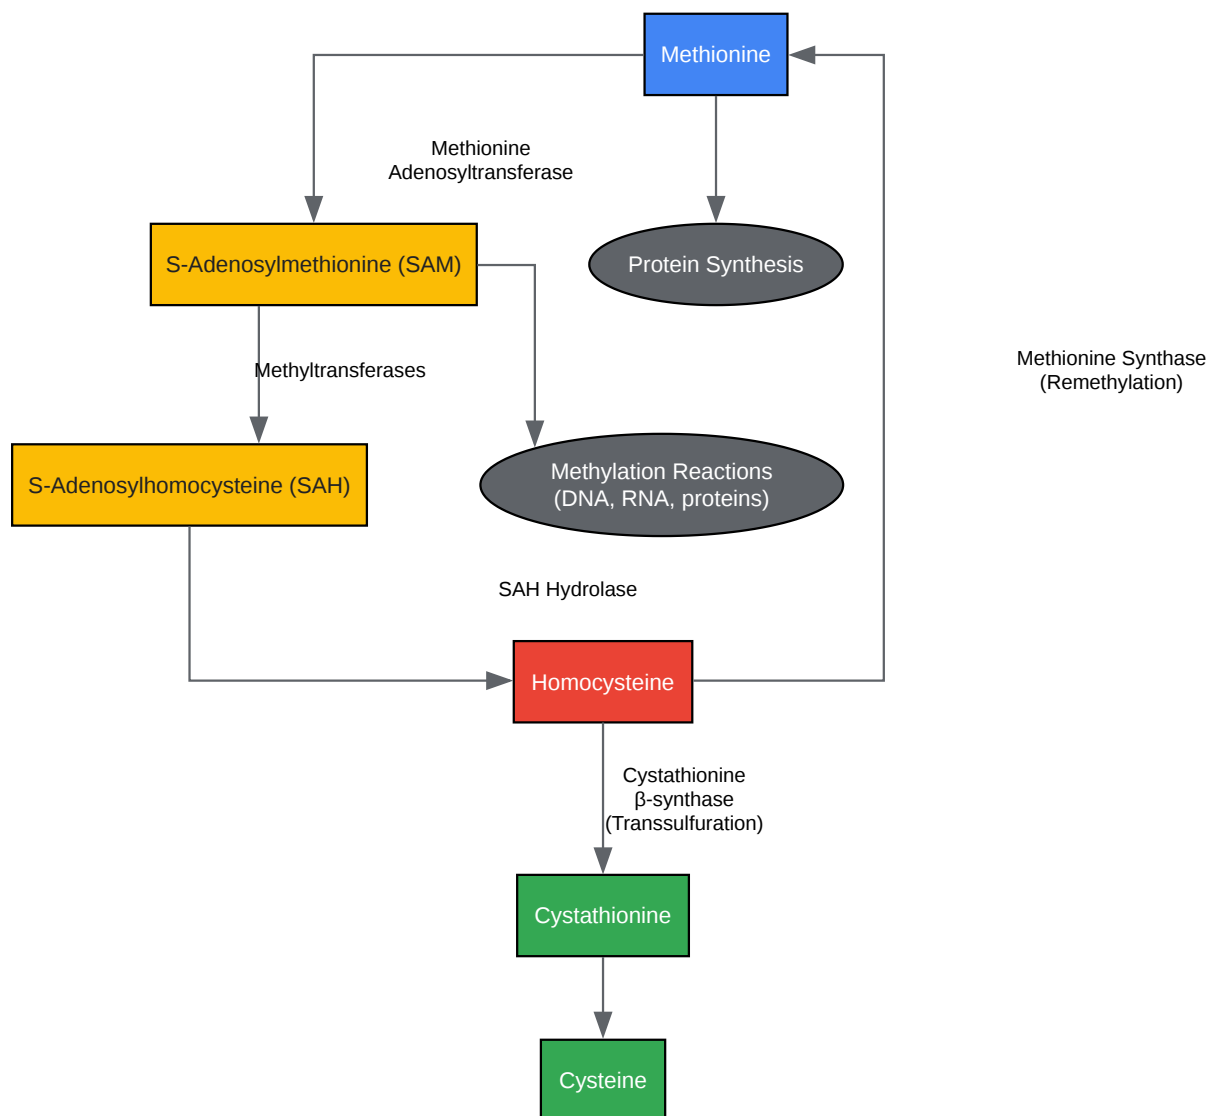 Methionine
Methionine
Adenosyltransferase
S-Adenosylmethionine (SAM)
Protein Synthesis
Methyltransferases
Methionine Synthase
(Remethylation)
S-Adenosylhomocysteine (SAH)
Methylation Reactions
(DNA, RNA, proteins)
SAH Hydrolase
Homocysteine
Cystathionine
β-synthase
(Transsulfuration)
Cystathionine
Cysteine